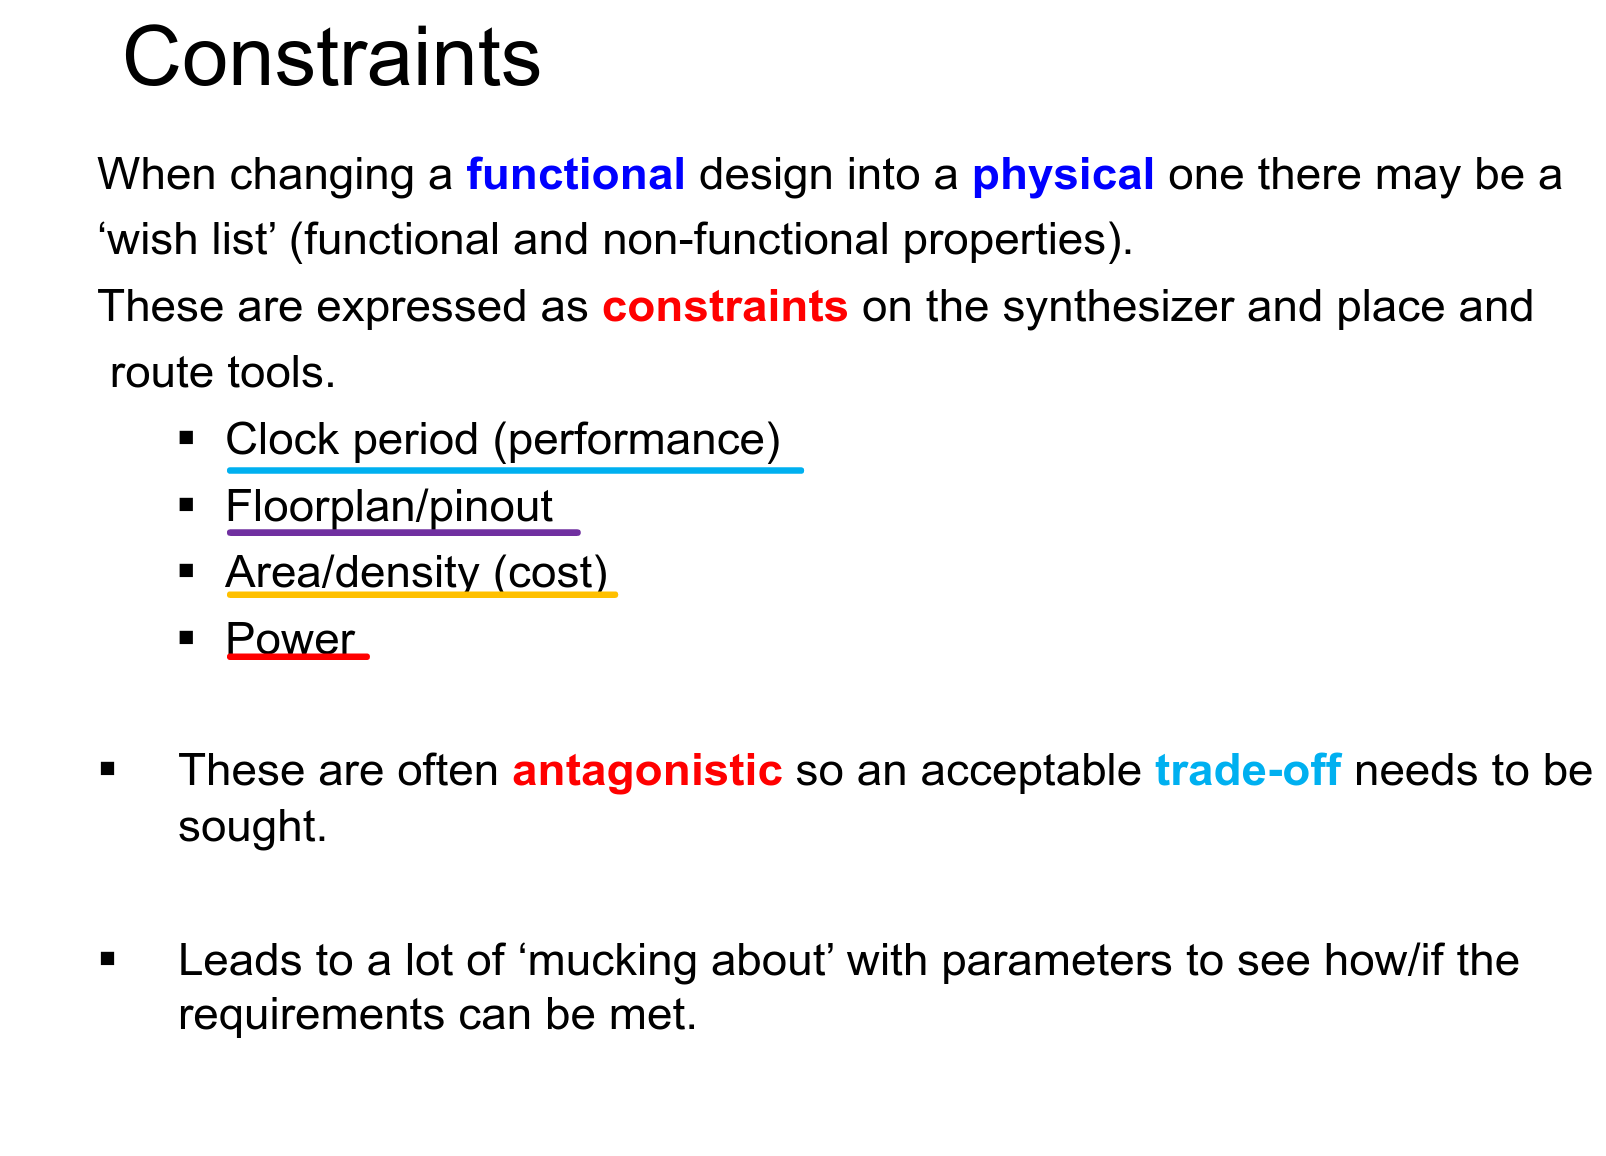 Constraints
When changing a functional design into a physical one there may be a
‘wish list’ (functional and non-functional properties).
These are expressed as constraints on the synthesizer and place and
route tools.
▪ Clock period (performance)
▪ Floorplan/pinout
▪ Area/density (cost)
▪ Power
▪ These are often antagonistic so an acceptable trade-off needs to be
sought.
▪ Leads to a lot of ‘mucking about’ with parameters to see how/if the
requirements can be met.